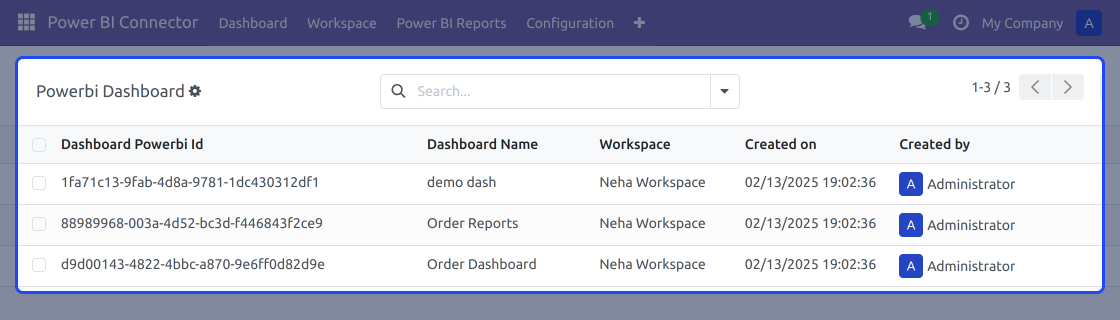 Power BI Connector Dashboard Workspace Power BI Reports Configuration + 1 My Company A
Powerbi Dashboard Search... 1-3 / 3
Dashboard Powerbi Id Dashboard Name Workspace Created on Created by
1fa71c13-9fab-4d8a-9781-1dc430312df1 demo dash Neha Workspace 02/13/2025 19:02:36 A Administrator
88989968-003a-4d52-bc3d-f446843f2ce9 Order Reports Neha Workspace 02/13/2025 19:02:36 A Administrator
d9d00143-4822-4bbc-a870-9e6ff0d82d9e Order Dashboard Neha Workspace 02/13/2025 19:02:36 A Administrator